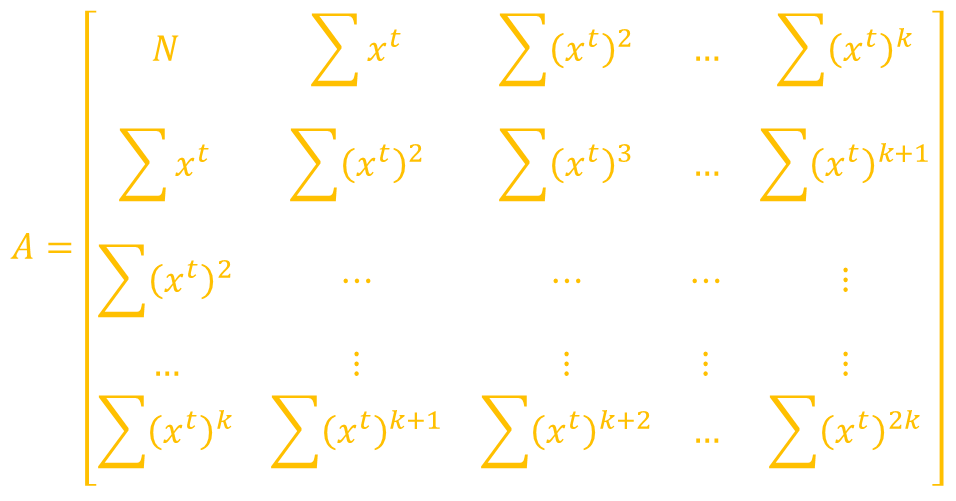 N ∑x^t ∑(x^t)^2 … ∑(x^t)^k
∑x^t ∑(x^t)^2 ∑(x^t)^3 … ∑(x^t)^{k+1}
A = ∑(x^t)^2 ⋯ ⋯ ⋯ ⋮
… ⋮ ⋮ ⋮ ⋮
∑(x^t)^k ∑(x^t)^{k+1} ∑(x^t)^{k+2} … ∑(x^t)^{2k}